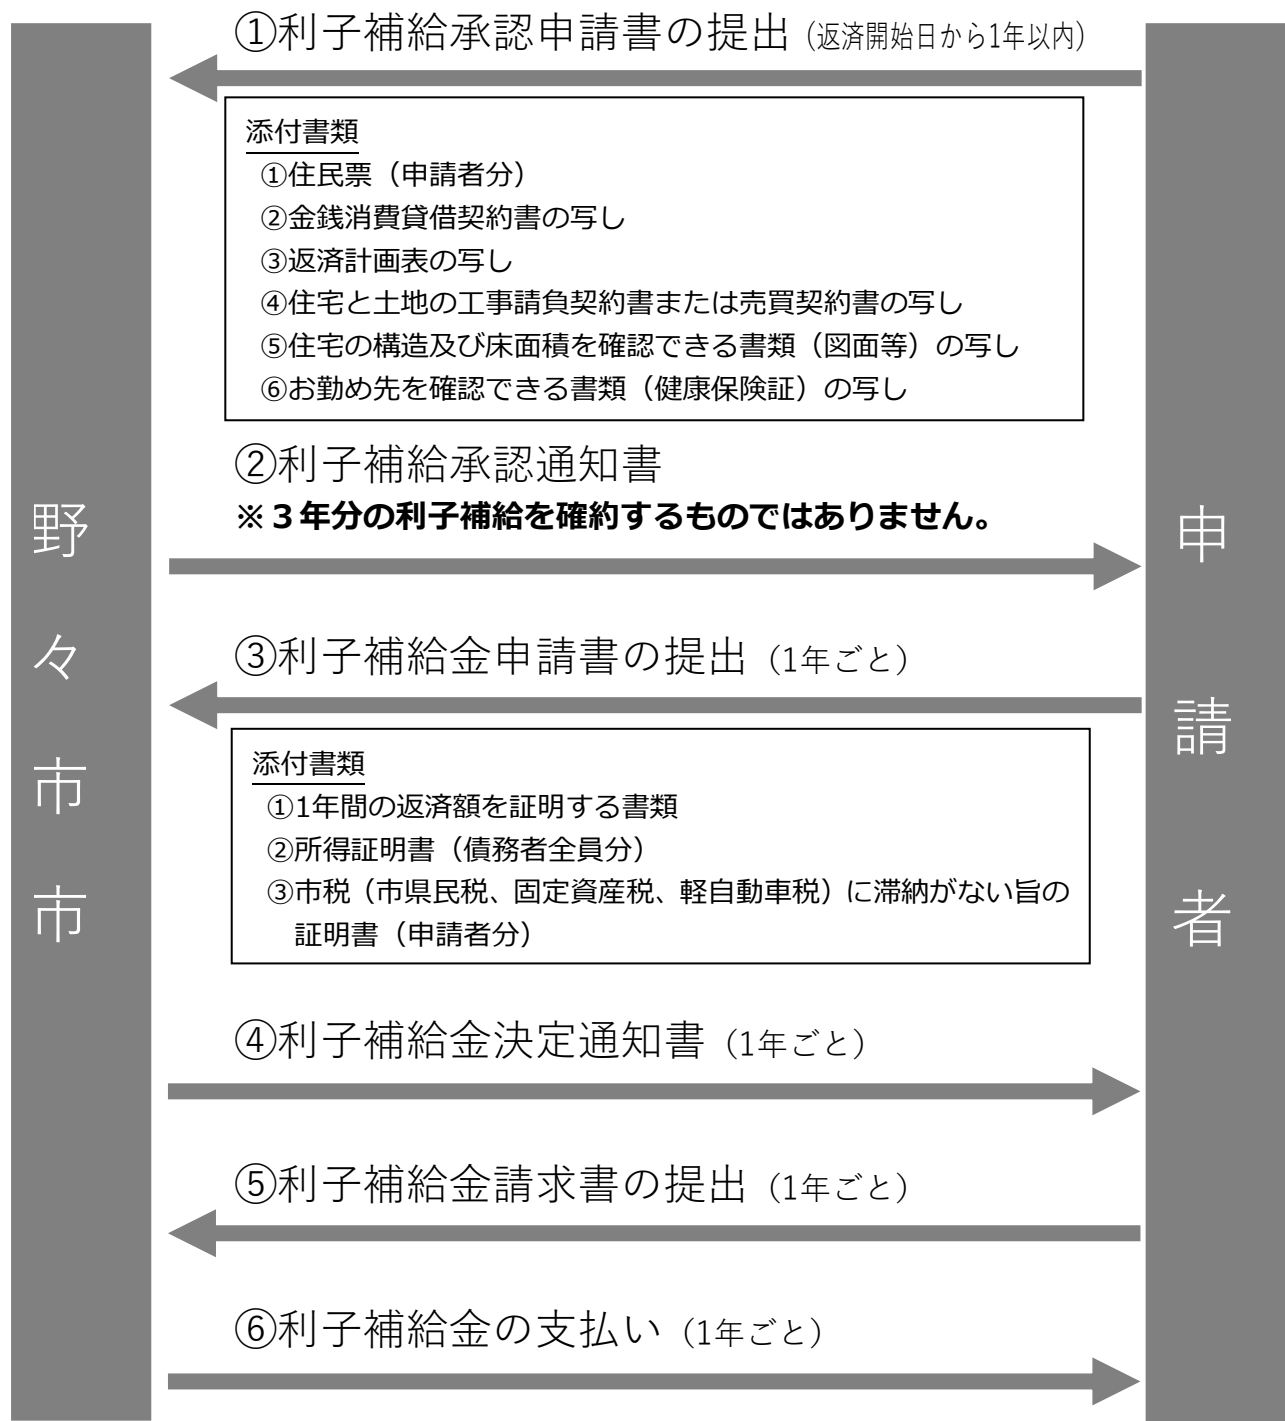 ①利子補給承認申請書の提出（返済開始日から1年以内）
添付書類
①住民票（申請者分）
②金銭消費貸借契約書の写し
③返済計画表の写し
④住宅と土地の工事請負契約書または売買契約書の写し
⑤住宅の構造及び床面積を確認できる書類（図面等）の写し
⑥お勤め先を確認できる書類（健康保険証）の写し
②利子補給承認通知書
※３年分の利子補給を確約するものではありません。
野々市市
申請者
③利子補給金申請書の提出（1年ごと）
添付書類
①1年間の返済額を証明する書類
②所得証明書（債務者全員分）
③市税（市県民税、固定資産税、軽自動車税）に滞納がない旨の
証明書（申請者分）
④利子補給金決定通知書（1年ごと）
⑤利子補給金請求書の提出（1年ごと）
⑥利子補給金の支払い（1年ごと）